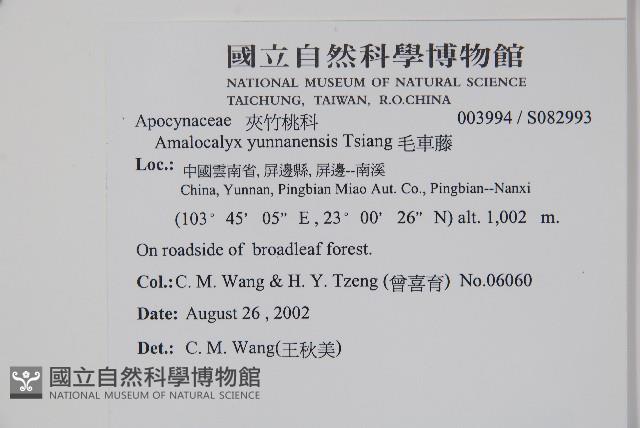 國立自然科學博物館
NATIONAL MUSEUM OF NATURAL SCIENCE
TAICHUNG, TAIWAN, R.O.CHINA
Apocynaceae 夾竹桃科 003994 / S082993
Amalocalyx yunnanensis Tsiang 毛車藤
Loc.: 中國雲南省, 屏邊縣, 屏邊--南溪
China, Yunnan, Pingbian Miao Aut. Co., Pingbian--Nanxi
(103° 45' 05” E , 23° 00' 26” N) alt. 1,002 m.
On roadside of broadleaf forest.
Col.: C. M. Wang & H. Y. Tzeng (曾喜育) No.06060
Date: August 26 , 2002
Det.: C. M. Wang(王秋美)
國立自然科學博物館
NATIONAL MUSEUM OF NATURAL SCIENCE